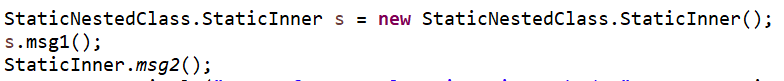 StaticNestedClass.StaticInner s = new StaticNestedClass.StaticInner();
s.msg1();
StaticInner.msg2();